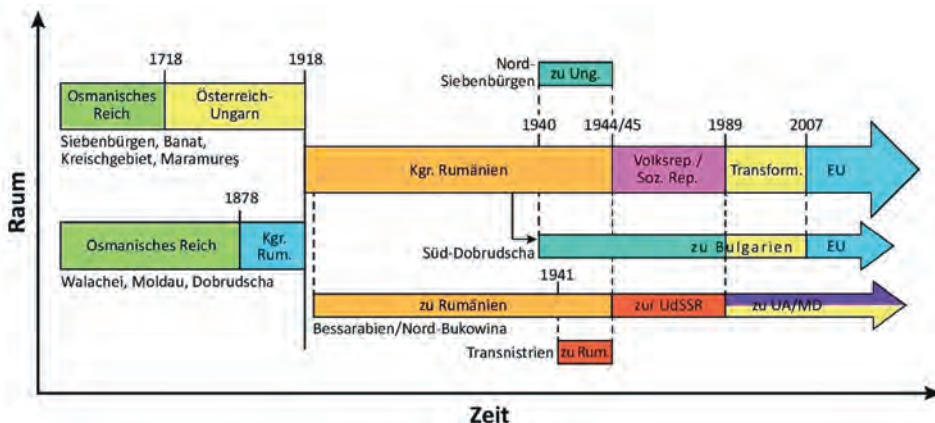 Raum
1718
1918
Osmanisches
Reich
Österreich-
Ungarn
Siebenbürgen, Banat,
Kreischgebiet, Maramureș
Nord-
Siebenbürgen
zu Ung.
1940
1944/45
1989
2007
Kgr. Rumänien
Volksrep./
Soz. Rep.
Transform.
EU
1878
Osmanisches Reich
Kgr.
Rum.
Walachei, Moldau, Dobrudscha
Süd-Dobrudscha
zu Bulgarien
EU
1941
zu Rumänien
zur UdSSR
zu UA/MD
Bessarabien/Nord-Bukowina
Transnistrien
zu Rum.
Zeit